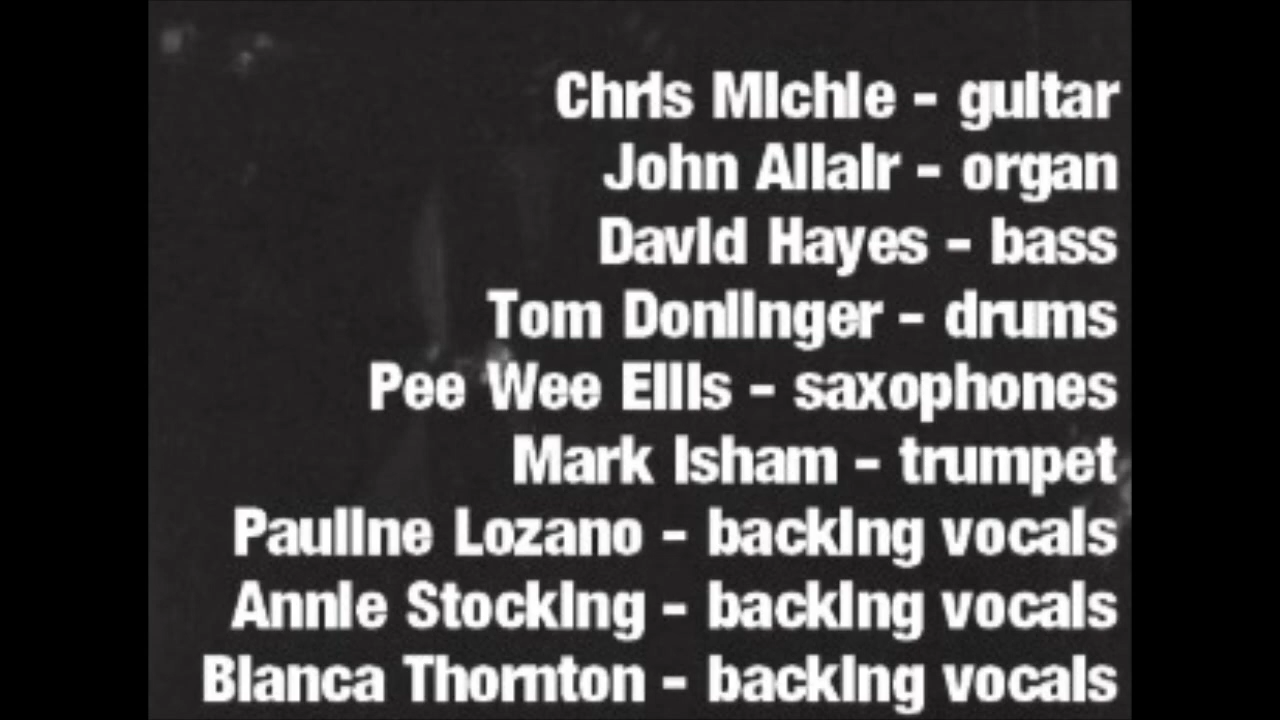 Chris Michie - guitar
John Allair - organ
David Hayes - bass
Tom Donlinger - drums
Pee Wee Ellis - saxophones
Mark Isham - trumpet
Pauline Lozano - backing vocals
Annie Stocking - backing vocals
Bianca Thornton - backing vocals